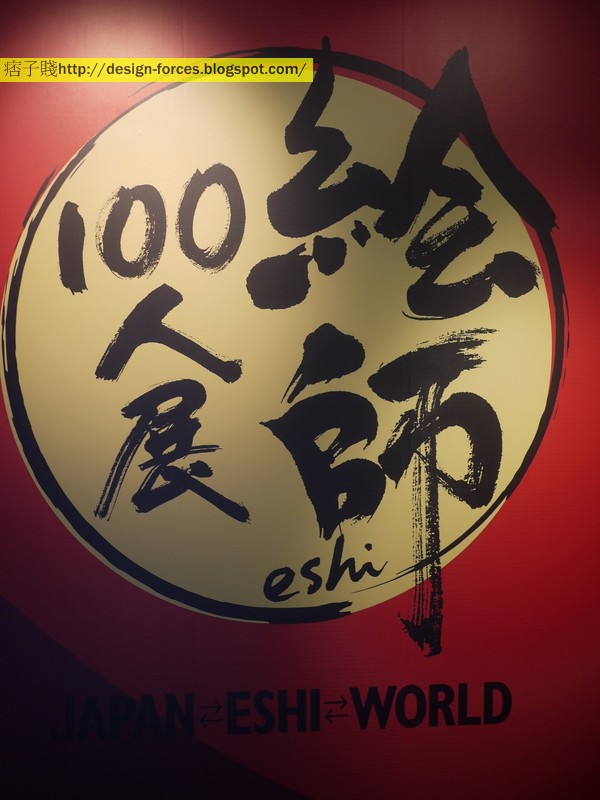 痞子賤http://design-forces.blogspot.com/
絵師
100人展
eshi
JAPAN⇄ESHI⇄WORLD